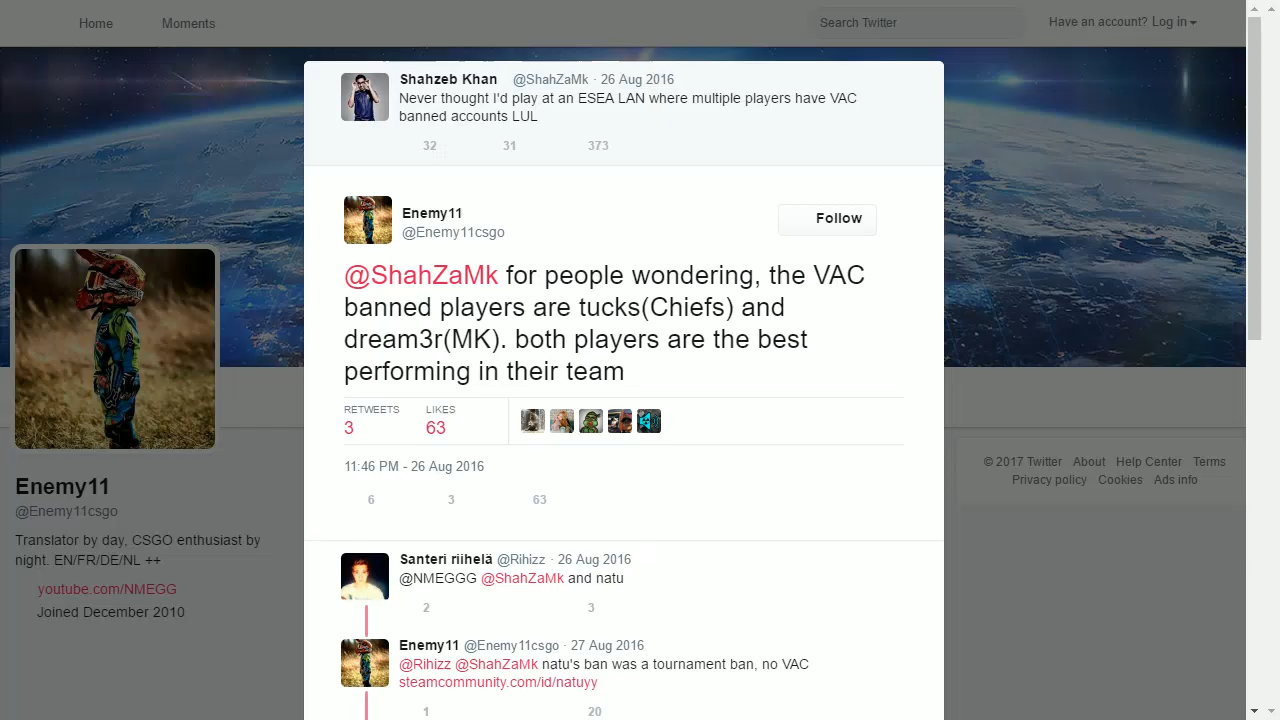 Home Moments Search Twitter Have an account? Log in
Shahzeb Khan @ShahZaMk · 26 Aug 2016
Never thought I'd play at an ESEA LAN where multiple players have VAC
banned accounts LUL
32 31 373
Enemy11
@Enemy11csgo
Follow
@ShahZaMk for people wondering, the VAC
banned players are tucks(Chiefs) and
dream3r(MK). both players are the best
performing in their team
RETWEETS LIKES
3 63
11:46 PM - 26 Aug 2016
6 3 63
Santeri riihelä @Rihizz · 26 Aug 2016
@NMEGGG @ShahZaMk and natu
2 3
Enemy11 @Enemy11csgo · 27 Aug 2016
@Rihizz @ShahZaMk natu's ban was a tournament ban, no VAC
steamcommunity.com/id/natuyy
1 20
Enemy11
@Enemy11csgo
Translator by day, CSGO enthusiast by
night. EN/FR/DE/NL ++
youtube.com/NMEGG
Joined December 2010
© 2017 Twitter About Help Center Terms
Privacy policy Cookies Ads info